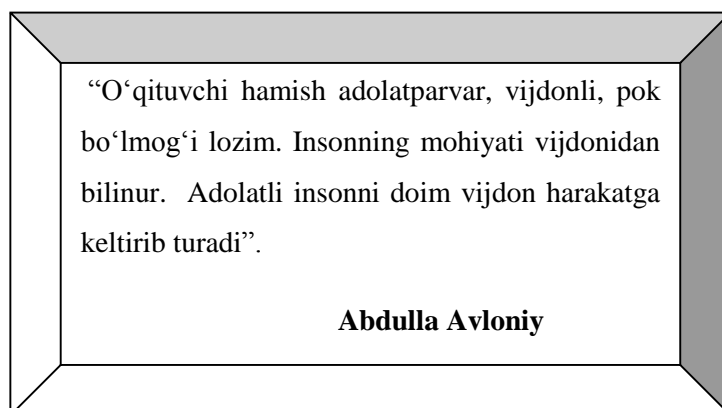 “O‘qituvchi hamish adolatparvar, vijdonli, pok
bo‘lmog‘i lozim. Insonning mohiyati vijdonidan
bilinur. Adolatli insonni doim vijdon harakatga
keltirib turadi”.
Abdulla Avloniy